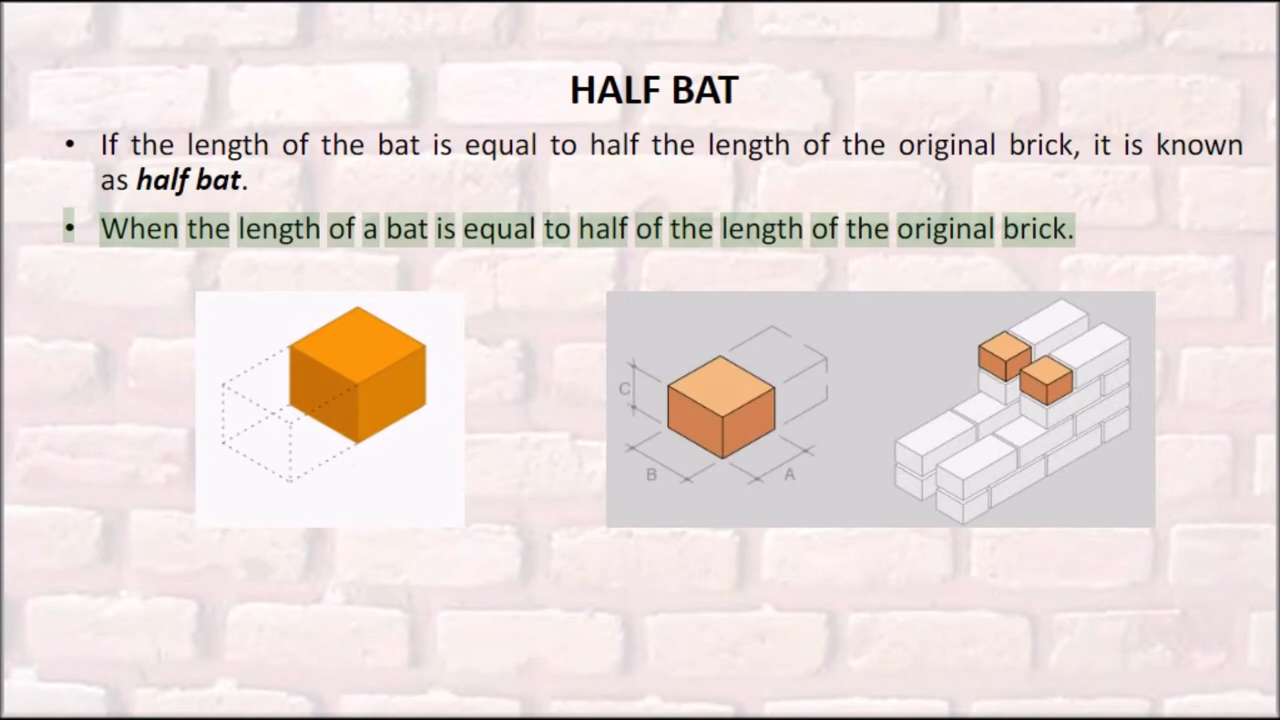 HALF BAT
• If the length of the bat is equal to half the length of the original brick, it is known
as half bat.
• When the length of a bat is equal to half of the length of the original brick.
C
B
A